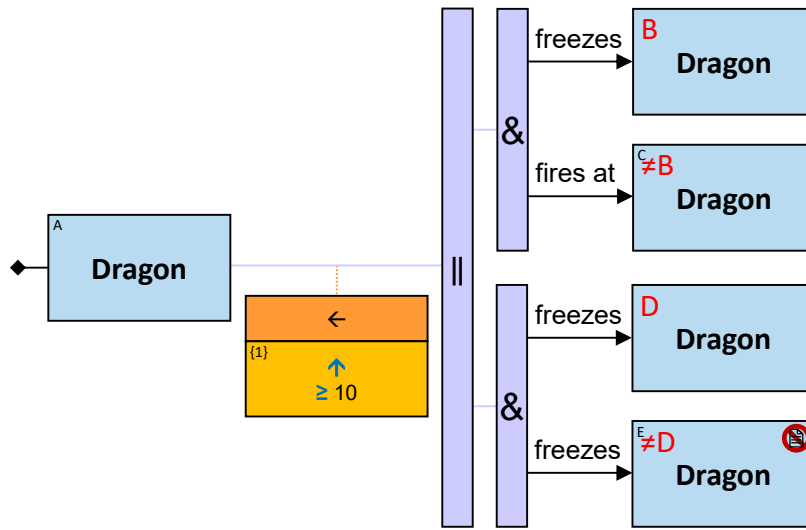 freezes
B
Dragon
&
fires at
C
≠B
Dragon
A
Dragon
||
←
{1}
↑
≥ 10
freezes
D
Dragon
&
freezes
E
≠D
Dragon